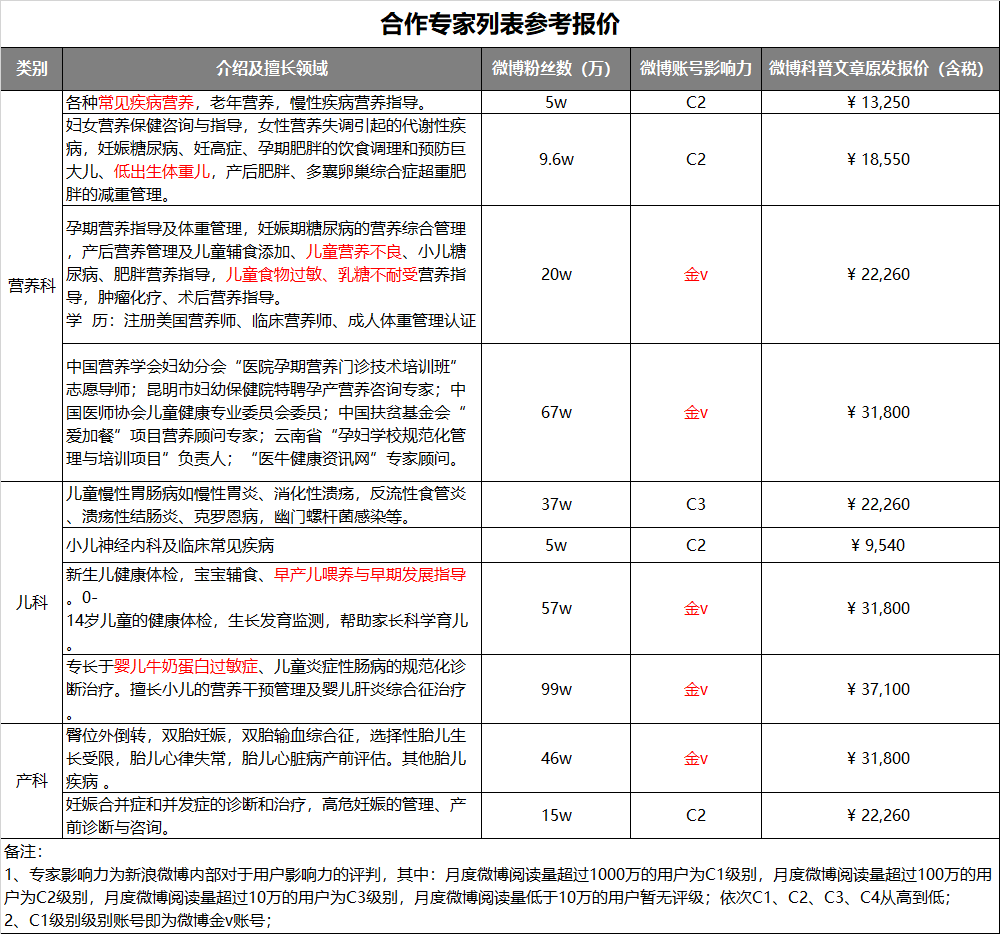 合作专家列表参考报价
类别 介绍及擅长领域 微博粉丝数（万） 微博账号影响力 微博科普文章原发报价（含税）
营养科
各种常见疾病营养，老年营养，慢性疾病营养指导。 5w C2 ¥ 13,250
妇女营养保健咨询与指导，女性营养失调引起的代谢性疾
病，妊娠糖尿病、妊高症、孕期肥胖的饮食调理和预防巨
大儿、低出生体重儿，产后肥胖、多囊卵巢综合症超重肥
胖的减重管理。
9.6w C2 ¥ 18,550
孕期营养指导及体重管理，妊娠期糖尿病的营养综合管理
，产后营养管理及儿童辅食添加、儿童营养不良、小儿糖
尿病、肥胖营养指导，儿童食物过敏、乳糖不耐受营养指
导，肿瘤化疗、术后营养指导。
学 历：注册美国营养师、临床营养师、成人体重管理认证
20w 金v ¥ 22,260
中国营养学会妇幼分会“医院孕期营养门诊技术培训班”
志愿导师；昆明市妇幼保健院特聘孕产营养咨询专家；中
国医师协会儿童健康专业委员会委员；中国扶贫基金会“
爱加餐”项目营养顾问专家；云南省“孕妇学校规范化管
理与培训项目”负责人；“医牛健康资讯网”专家顾问。
67w 金v ¥ 31,800
儿科
儿童慢性胃肠病如慢性胃炎、消化性溃疡，反流性食管炎
、溃疡性结肠炎、克罗恩病，幽门螺杆菌感染等。
37w C3 ¥ 22,260
小儿神经内科及临床常见疾病 5w C2 ¥ 9,540
新生儿健康体检，宝宝辅食、早产儿喂养与早期发展指导
。0-
14岁儿童的健康体检，生长发育监测，帮助家长科学育儿
。
57w 金v ¥ 31,800
专长于婴儿牛奶蛋白过敏症、儿童炎症性肠病的规范化诊
断治疗。擅长小儿的营养干预管理及婴儿肝炎综合征治疗
。
99w 金v ¥ 37,100
产科
臀位外倒转，双胎妊娠，双胎输血综合征，选择性胎儿生
长受限，胎儿心律失常，胎儿心脏病产前评估。其他胎儿
疾病 。
46w 金v ¥ 31,800
妊娠合并症和并发症的诊断和治疗，高危妊娠的管理、产
前诊断与咨询。
15w C2 ¥ 22,260
备注：
1、专家影响力为新浪微博内部对于用户影响力的评判，其中：月度微博阅读量超过1000万的用户为C1级别，月度微博阅读量超过100万的用
户为C2级别，月度微博阅读量超过10万的用户为C3级别，月度微博阅读量低于10万的用户暂无评级；依次C1、C2、C3、C4从高到低；
2、C1级别级别账号即为微博金v账号；